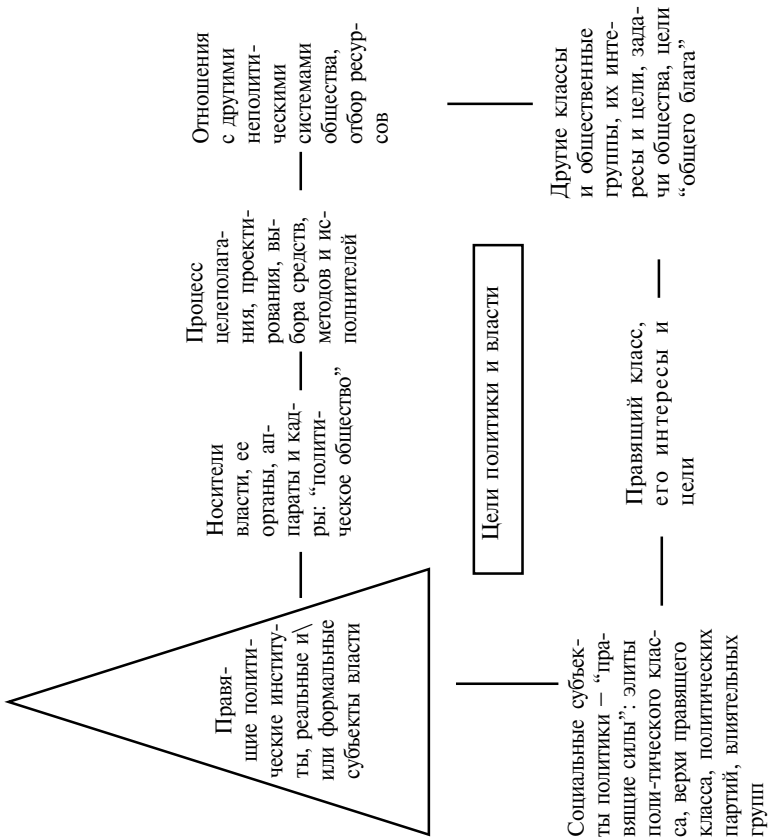 Правя-
щие полити-
ческие институ-
ты, реальные и\
или формальные
субъекты власти
Носители
власти, ее
органы, ап-
параты и кад-
ры: “полити-
ческое общество”
Процесс
целеполага-
ния, проекти-
рования, вы-
бора средств,
методов и ис-
полнителей
Отношения
с другими
неполити-
ческими
системами
общества,
отбор ресур-
сов
Цели политики и власти
Социальные субъек-
ты политики – “пра-
вящие силы”: элиты
поли-тического клас-
са, верхи правящего
класса, политических
партий, влиятельных
групп
Правящий класс,
его интересы и
цели
Другие классы
и общественные
группы, их инте-
ресы и цели, зада-
чи общества, цели
“общего блага”